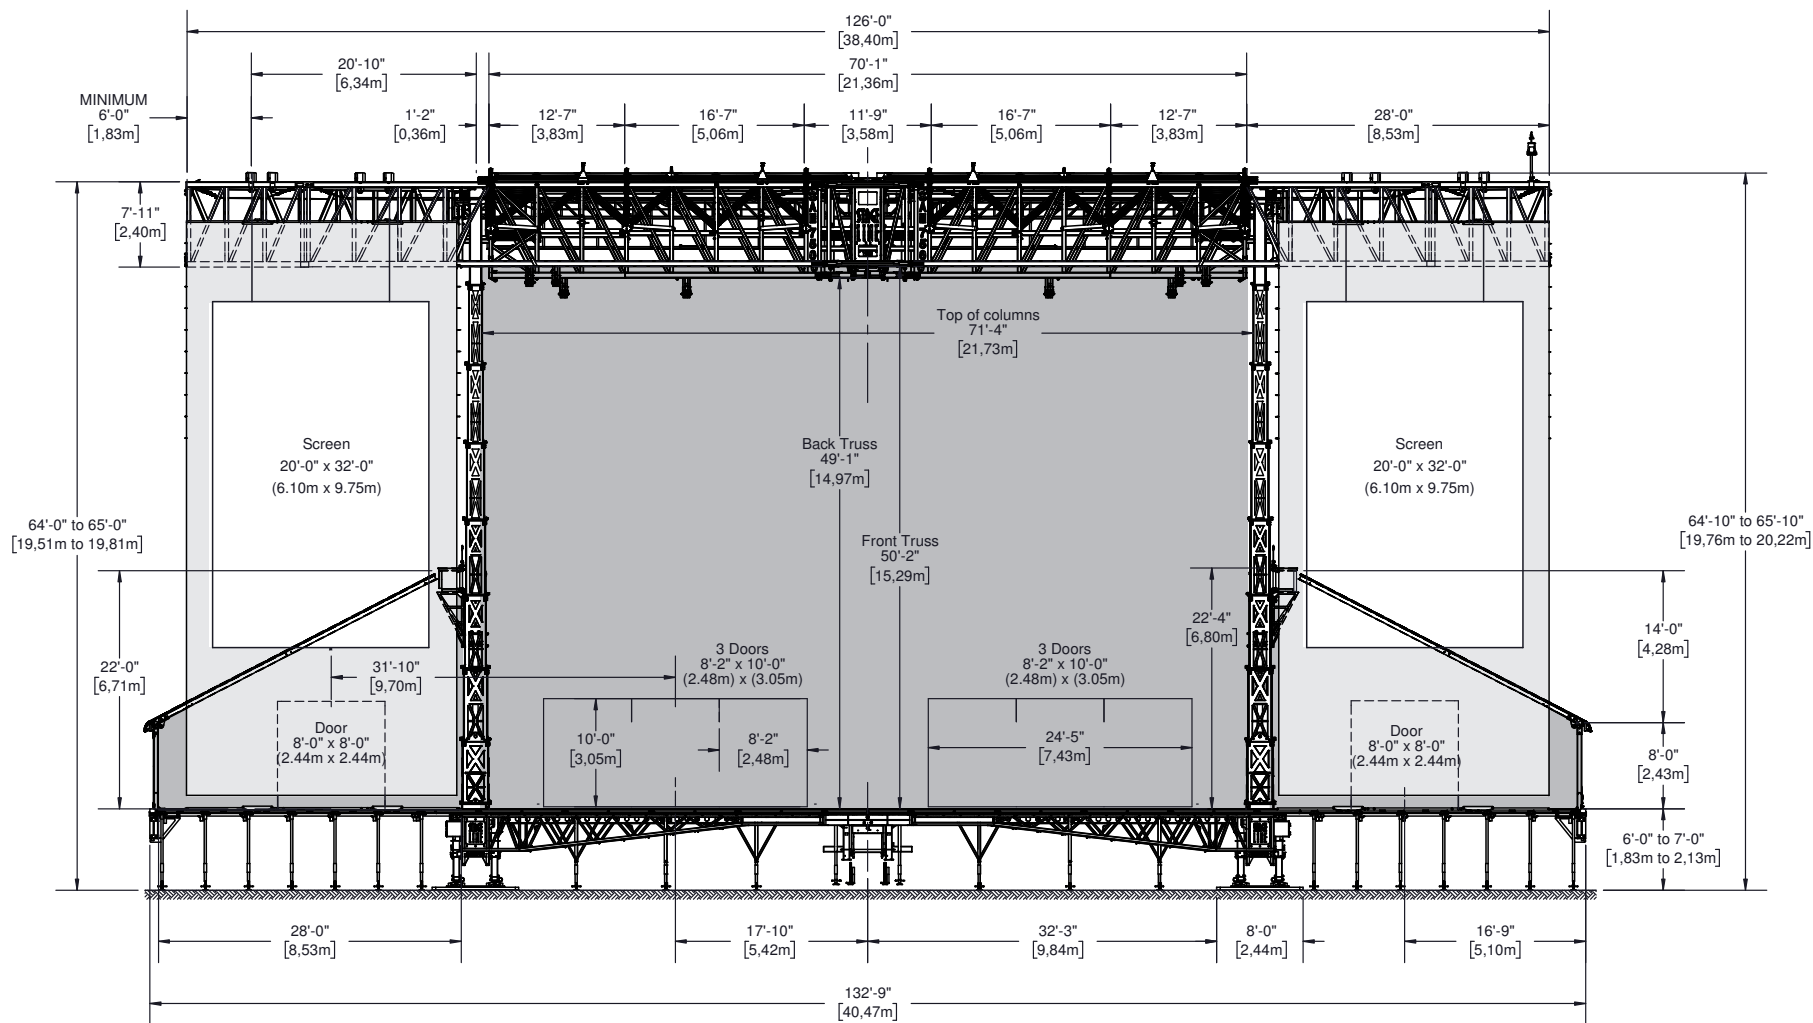 126'-0"
[38,40m]
20'-10"
[6,34m]
70'-1"
[21,36m]
MINIMUM
6'-0"
[1,83m]
1'-2"
[0,36m]
12'-7"
[3,83m]
16'-7"
[5,06m]
11'-9"
[3,58m]
16'-7"
[5,06m]
12'-7"
[3,83m]
28'-0"
[8,53m]
7'-11"
[2,40m]
Top of columns
71'-4"
[21,73m]
Screen
20'-0" x 32'-0"
(6.10m x 9.75m)
Back Truss
49'-1"
[14,97m]
Screen
20'-0" x 32'-0"
(6.10m x 9.75m)
64'-0" to 65'-0"
[19,51m to 19,81m]
Front Truss
50'-2"
[15,29m]
64'-10" to 65'-10"
[19,76m to 20,22m]
22'-0"
[6,71m]
31'-10"
[9,70m]
3 Doors
8'-2" x 10'-0"
(2.48m) x (3.05m)
3 Doors
8'-2" x 10'-0"
(2.48m) x (3.05m)
22'-4"
[6,80m]
14'-0"
[4,28m]
Door
8'-0" x 8'-0"
(2.44m x 2.44m)
10'-0"
[3,05m]
8'-2"
[2,48m]
24'-5"
[7,43m]
Door
8'-0" x 8'-0"
(2.44m x 2.44m)
8'-0"
[2,43m]
6'-0" to 7'-0"
[1,83m to 2,13m]
28'-0"
[8,53m]
17'-10"
[5,42m]
32'-3"
[9,84m]
8'-0"
[2,44m]
16'-9"
[5,10m]
132'-9"
[40,47m]